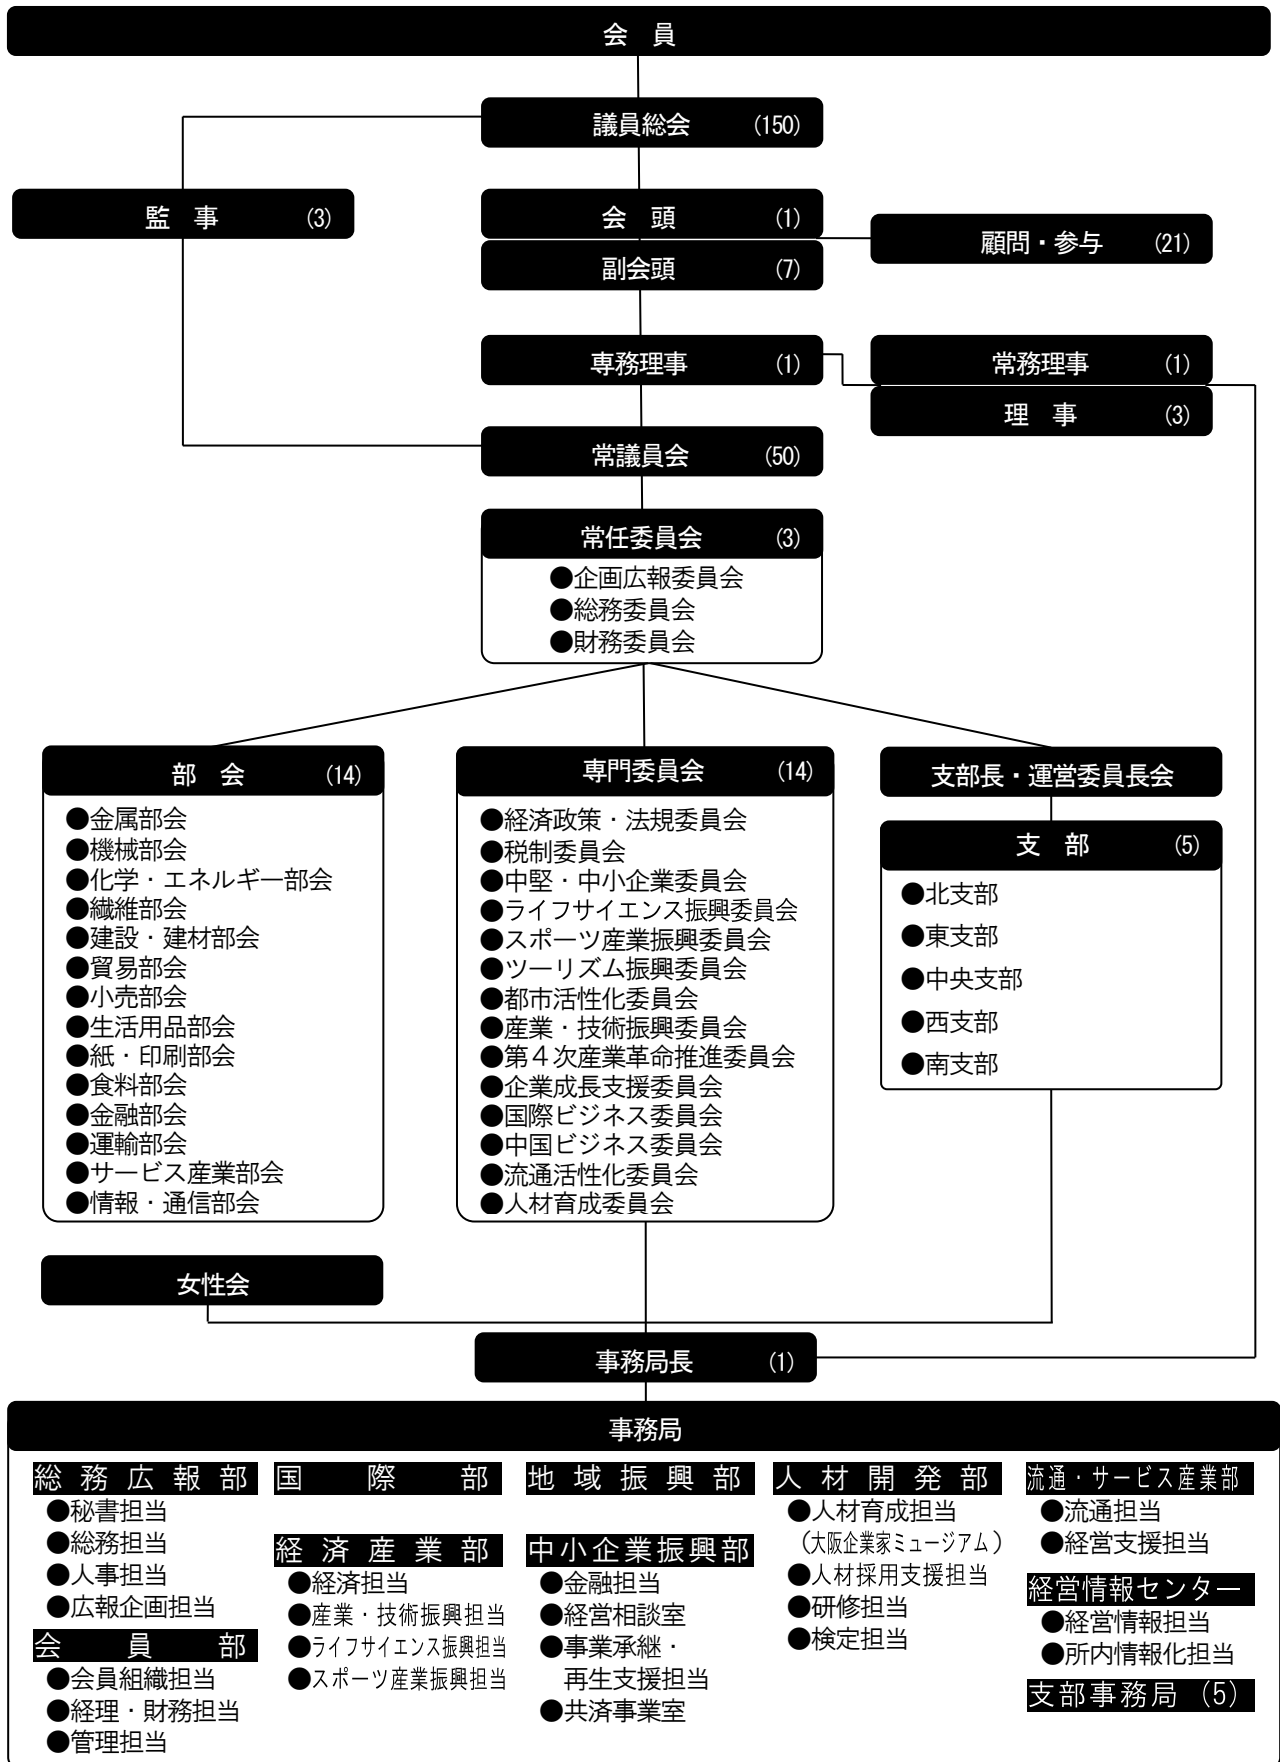 会　員
議員総会 (150)
監　事 (3)
会　頭 (1)
副会頭 (7)
顧問・参与 (21)
専務理事 (1)
常務理事 (1)
理　事 (3)
常議員会 (50)
常任委員会 (3)
●企画広報委員会
●総務委員会
●財務委員会
部　会 (14)
●金属部会
●機械部会
●化学・エネルギー部会
●繊維部会
●建設・建材部会
●貿易部会
●小売部会
●生活用品部会
●紙・印刷部会
●食料部会
●金融部会
●運輸部会
●サービス産業部会
●情報・通信部会
専門委員会 (14)
●経済政策・法規委員会
●税制委員会
●中堅・中小企業委員会
●ライフサイエンス振興委員会
●スポーツ産業振興委員会
●ツーリズム振興委員会
●都市活性化委員会
●産業・技術振興委員会
●第４次産業革命推進委員会
●企業成長支援委員会
●国際ビジネス委員会
●中国ビジネス委員会
●流通活性化委員会
●人材育成委員会
支部長・運営委員長会
支　部 (5)
●北支部
●東支部
●中央支部
●西支部
●南支部
女性会
事務局長 (1)
事務局
総務広報部
●秘書担当
●総務担当
●人事担当
●広報企画担当
会員部
●会員組織担当
●経理・財務担当
●管理担当
国際部
経済産業部
●経済担当
●産業・技術振興担当
●ライフサイエンス振興担当
●スポーツ産業振興担当
地域振興部
中小企業振興部
●金融担当
●経営相談室
●事業承継・
再生支援担当
●共済事業室
人材開発部
●人材育成担当
（大阪企業家ミュージアム）
●人材採用支援担当
●研修担当
●検定担当
流通・サービス産業部
●流通担当
●経営支援担当
経営情報センター
●経営情報担当
●所内情報化担当
支部事務局（5）